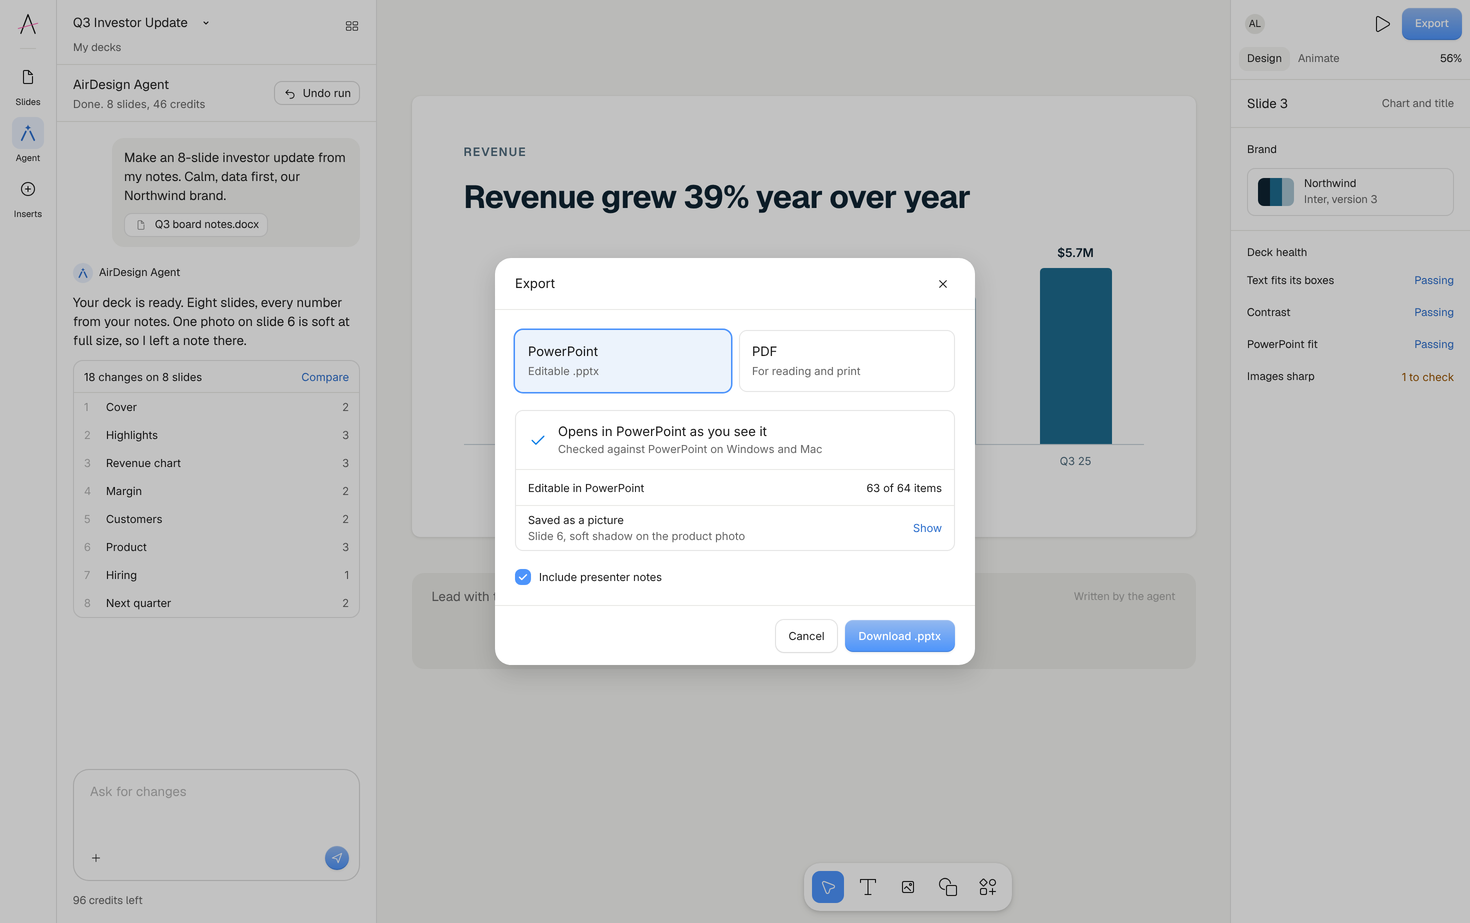 Slides
Agent
Inserts
Q3 Investor Update
My decks
AirDesign Agent
Done. 8 slides, 46 credits
Undo run
Make an 8-slide investor update from
my notes. Calm, data first, our
Northwind brand.
Q3 board notes.docx
AirDesign Agent
Your deck is ready. Eight slides, every number
from your notes. One photo on slide 6 is soft at
full size, so I left a note there.
18 changes on 8 slides Compare
1 Cover 2
2 Highlights 3
3 Revenue chart 3
4 Margin 2
5 Customers 2
6 Product 3
7 Hiring 1
8 Next quarter 2
Ask for changes
96 credits left
REVENUE
Revenue grew 39% year over year
$5.7M
Q3 25
Lead with
Written by the agent
Export
PowerPoint
Editable .pptx
PDF
For reading and print
Opens in PowerPoint as you see it
Checked against PowerPoint on Windows and Mac
Editable in PowerPoint 63 of 64 items
Saved as a picture
Slide 6, soft shadow on the product photo
Show
Include presenter notes
Cancel
Download .pptx
AL
Export
Design Animate 56%
Slide 3 Chart and title
Brand
Northwind
Inter, version 3
Deck health
Text fits its boxes Passing
Contrast Passing
PowerPoint fit Passing
Images sharp 1 to check